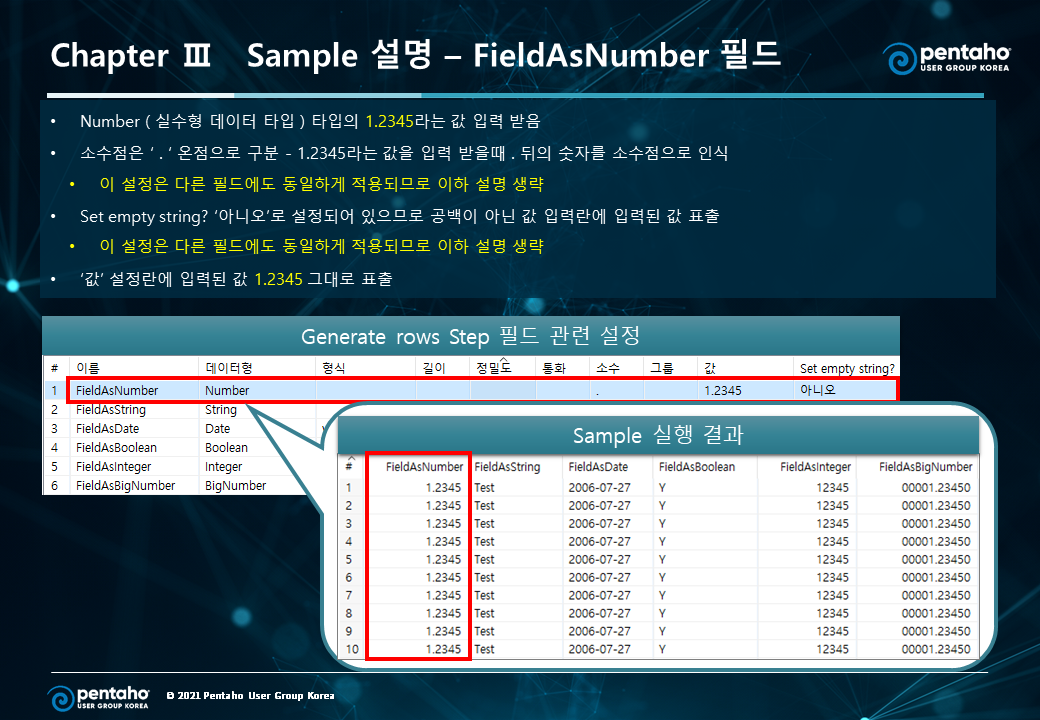 Chapter Ⅲ Sample 설명 – FieldAsNumber 필드
pentaho
USER GROUP KOREA
• Number ( 실수형 데이터 타입 ) 타입의 1.2345라는 값 입력 받음
• 소수점은 ‘ . ‘ 온점으로 구분 - 1.2345라는 값을 입력 받을때 . 뒤의 숫자를 소수점으로 인식
• 이 설정은 다른 필드에도 동일하게 적용되므로 이하 설명 생략
• Set empty string? ‘아니오’로 설정되어 있으므로 공백이 아닌 값 입력란에 입력된 값 표출
• 이 설정은 다른 필드에도 동일하게 적용되므로 이하 설명 생략
• ‘값’ 설정란에 입력된 값 1.2345 그대로 표출
Generate rows Step 필드 관련 설정
# 이름 데이터형 형식 길이 정밀도 통화 소수 그룹 값 Set empty string?
1 FieldAsNumber Number . 1.2345 아니오
2 FieldAsString String
3 FieldAsDate Date
4 FieldAsBoolean Boolean
5 FieldAsInteger Integer
6 FieldAsBigNumber BigNumber
Sample 실행 결과
# FieldAsNumber FieldAsString FieldAsDate FieldAsBoolean FieldAsInteger FieldAsBigNumber
1 1.2345 Test 2006-07-27 Y 12345 00001.23450
2 1.2345 Test 2006-07-27 Y 12345 00001.23450
3 1.2345 Test 2006-07-27 Y 12345 00001.23450
4 1.2345 Test 2006-07-27 Y 12345 00001.23450
5 1.2345 Test 2006-07-27 Y 12345 00001.23450
6 1.2345 Test 2006-07-27 Y 12345 00001.23450
7 1.2345 Test 2006-07-27 Y 12345 00001.23450
8 1.2345 Test 2006-07-27 Y 12345 00001.23450
9 1.2345 Test 2006-07-27 Y 12345 00001.23450
10 1.2345 Test 2006-07-27 Y 12345 00001.23450
pentaho
USER GROUP KOREA
© 2021 Pentaho User Group Korea